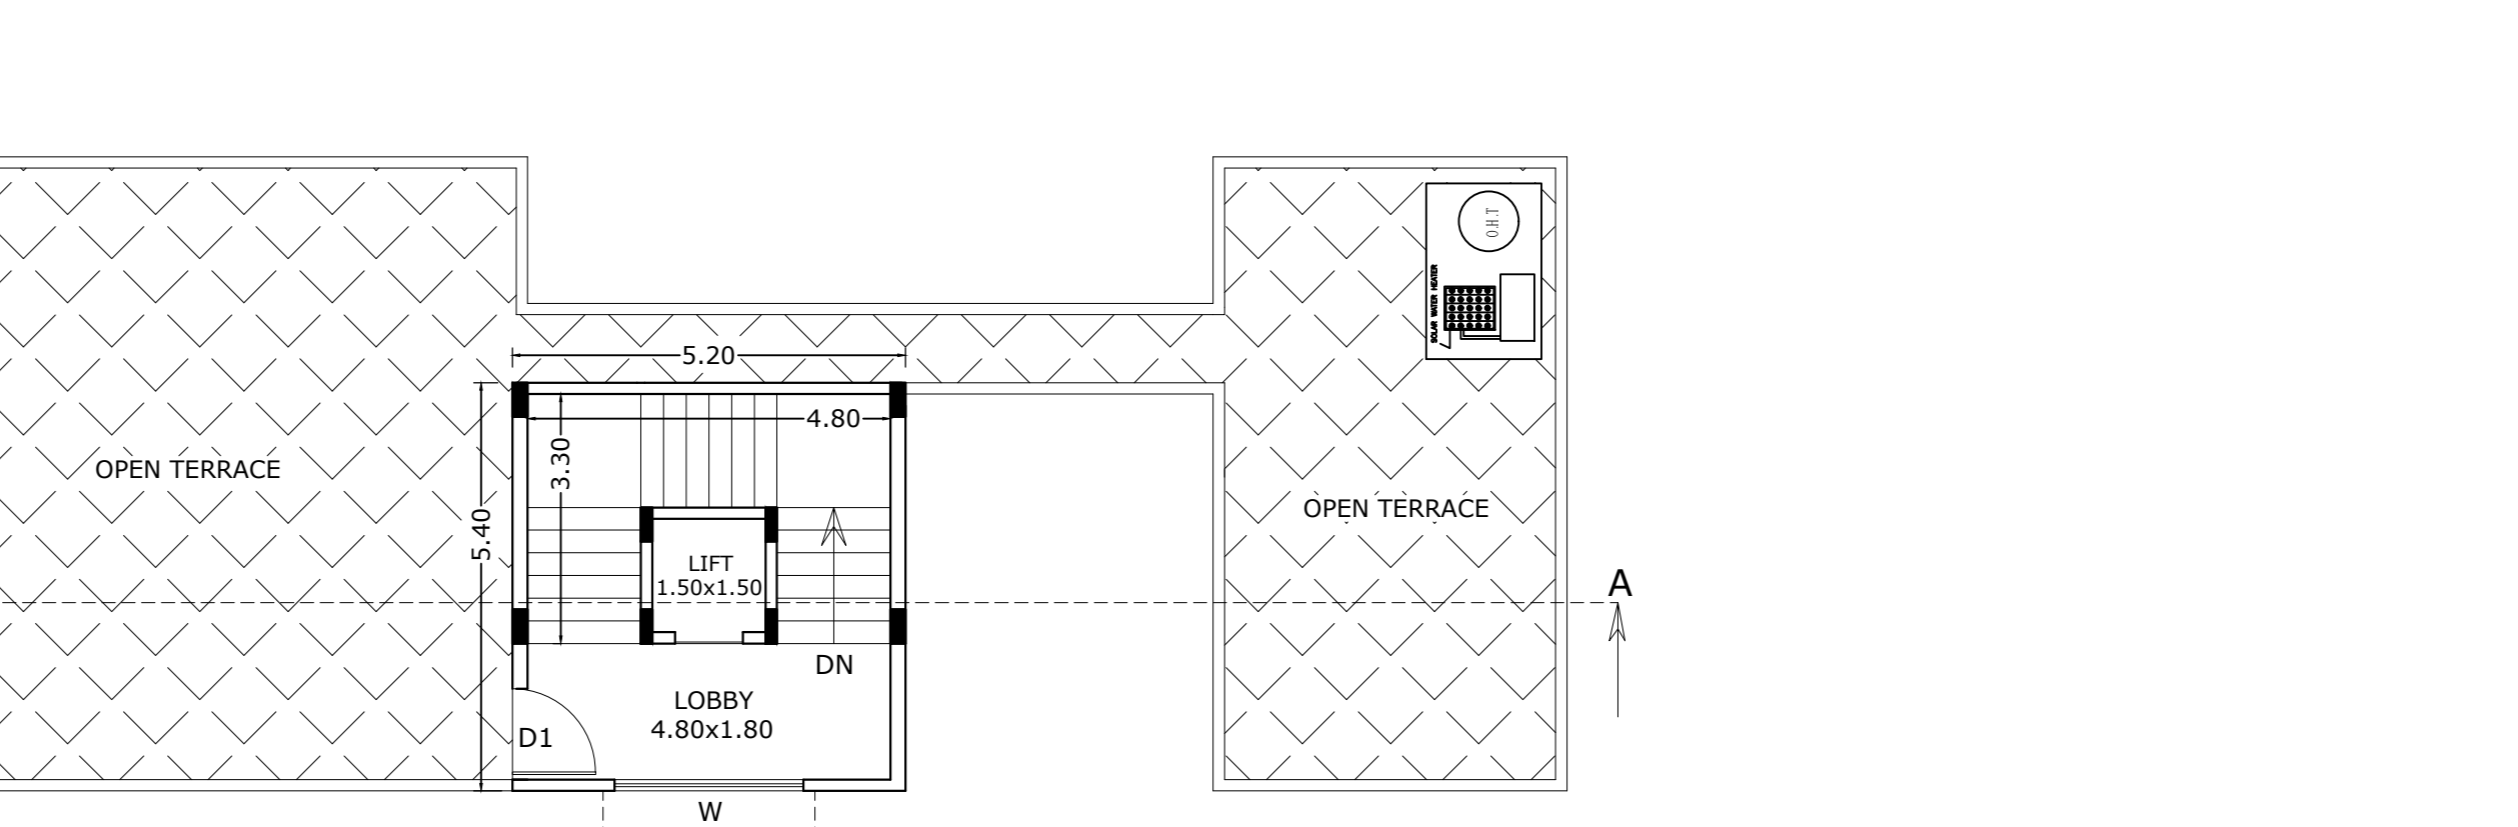 O.H.T
SOLAR WATER HEATER
5.20
4.80
3.30
OPEN TERRACE
5.40
OPEN TERRACE
LIFT
1.50x1.50
A
DN
LOBBY
4.80x1.80
D1
W